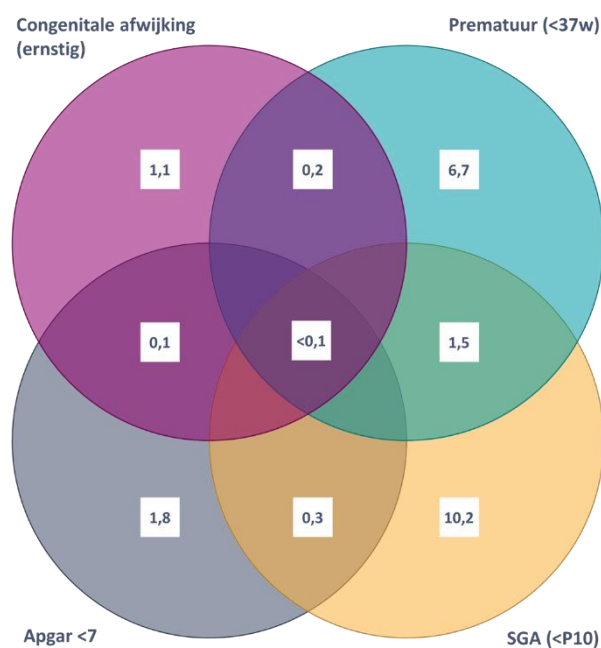 Congenitale afwijking
(ernstig)
Prematuur (<37w)
1,1
0,2
6,7
0,1
<0,1
1,5
1,8
0,3
10,2
Apgar <7
SGA (<P10)